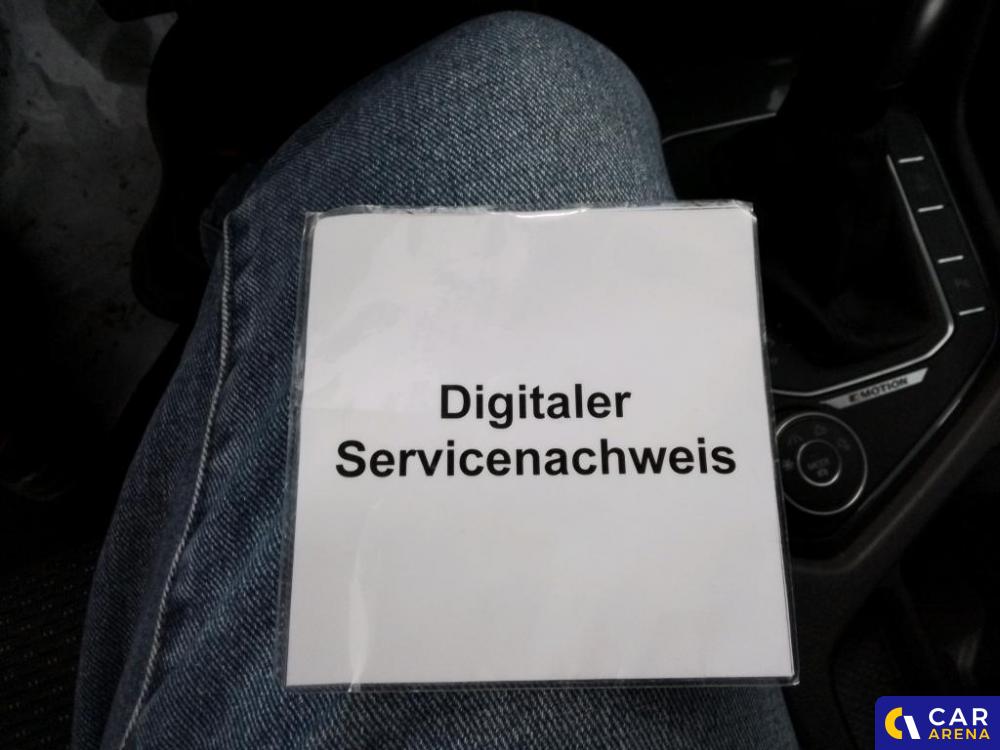 Digitaler
Servicenachweis
4MOTION
CAR
ARENA